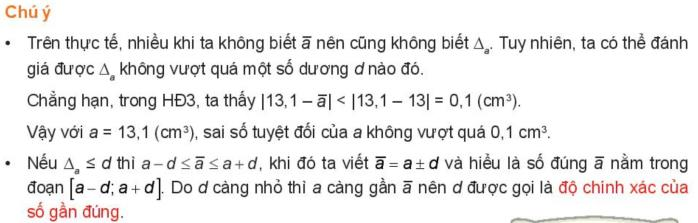 Chú ý
• Trên thực tế, nhiều khi ta không biết a̅ nên cũng không biết Δₐ. Tuy nhiên, ta có thể đánh
giá được Δₐ không vượt quá một số dương d nào đó.
Chẳng hạn, trong HĐ3, ta thấy |13,1 – a̅| < |13,1 – 13| = 0,1 (cm³).
Vậy với a = 13,1 (cm³), sai số tuyệt đối của a không vượt quá 0,1 cm³.
• Nếu Δₐ ≤ d thì a – d ≤ a̅ ≤ a + d, khi đó ta viết a̅ = a ± d và hiểu là số đúng a̅ nằm trong
đoạn [a – d; a + d]. Do d càng nhỏ thì a càng gần a̅ nên d được gọi là độ chính xác của
số gần đúng.